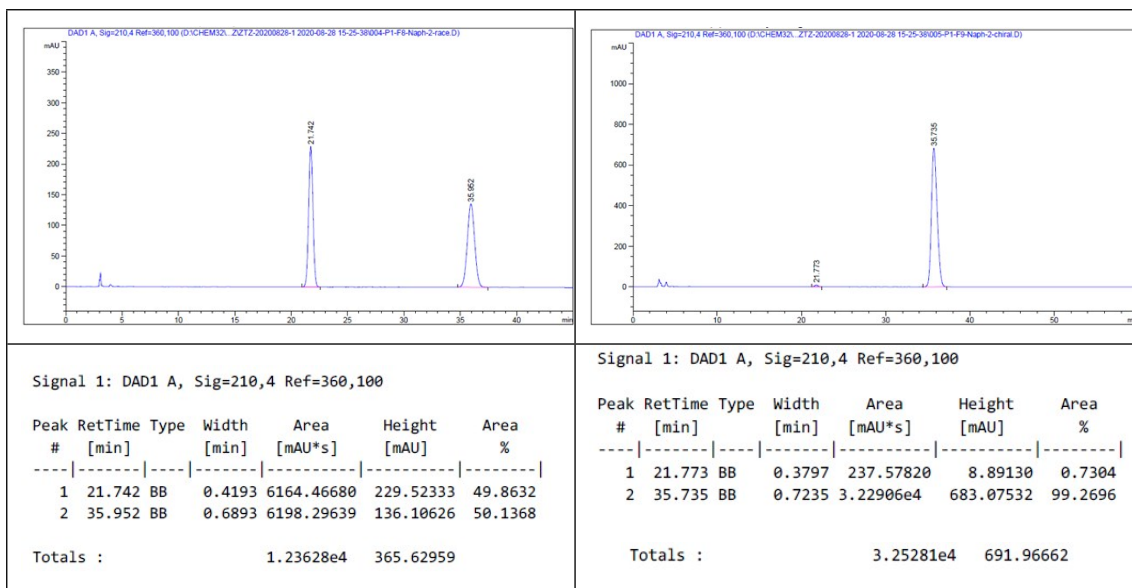 DAD1 A, Sig=210,4 Ref=360,100 (D:\CHEM32\...Z\ZTZ-20200828-1 2020-08-28 15-25-38\004-P1-F8-Naph-2-race.D)
mAU
350
300
250
200
150
100
50
0
21.742
35.952
0 5 10 15 20 25 30 35 40 min
Signal 1: DAD1 A, Sig=210,4 Ref=360,100
Peak RetTime Type Width Area Height Area
# [min] [min] [mAU*s] [mAU] %
----|-------|----|-------|----------|----------|--------|
1 21.742 BB 0.4193 6164.46680 229.52333 49.8632
2 35.952 BB 0.6893 6198.29639 136.10626 50.1368
Totals : 1.23628e4 365.62959
DAD1 A, Sig=210,4 Ref=360,100 (D:\CHEM32\...ZTZ-20200828-1 2020-08-28 15-25-38\005-P1-F9-Naph-2-chiral.D)
mAU
1000
800
600
400
200
0
21.773
35.735
0 10 20 30 40 50
Signal 1: DAD1 A, Sig=210,4 Ref=360,100
Peak RetTime Type Width Area Height Area
# [min] [min] [mAU*s] [mAU] %
----|-------|----|-------|----------|----------|--------|
1 21.773 BB 0.3797 237.57820 8.89130 0.7304
2 35.735 BB 0.7235 3.22906e4 683.07532 99.2696
Totals : 3.25281e4 691.96662